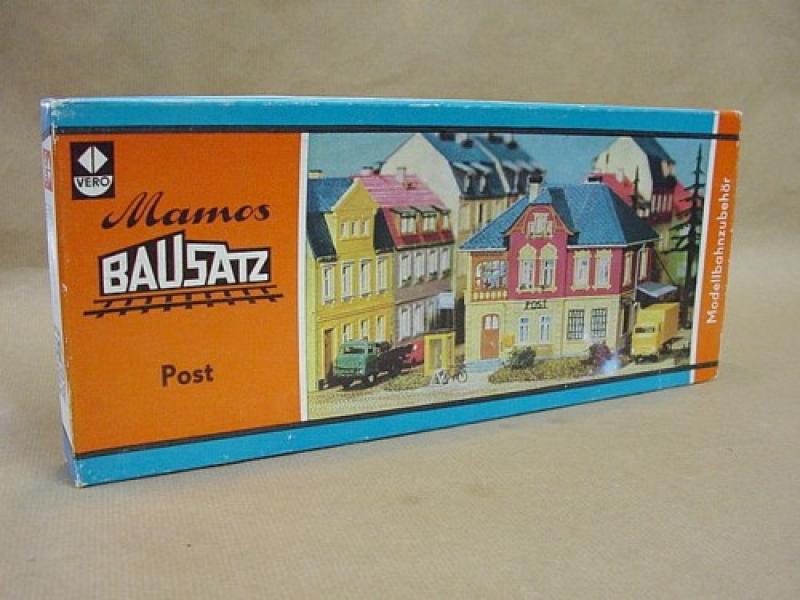 VERO
Mamos
BAUSATZ
Post
POST
Modellbahnzubehör